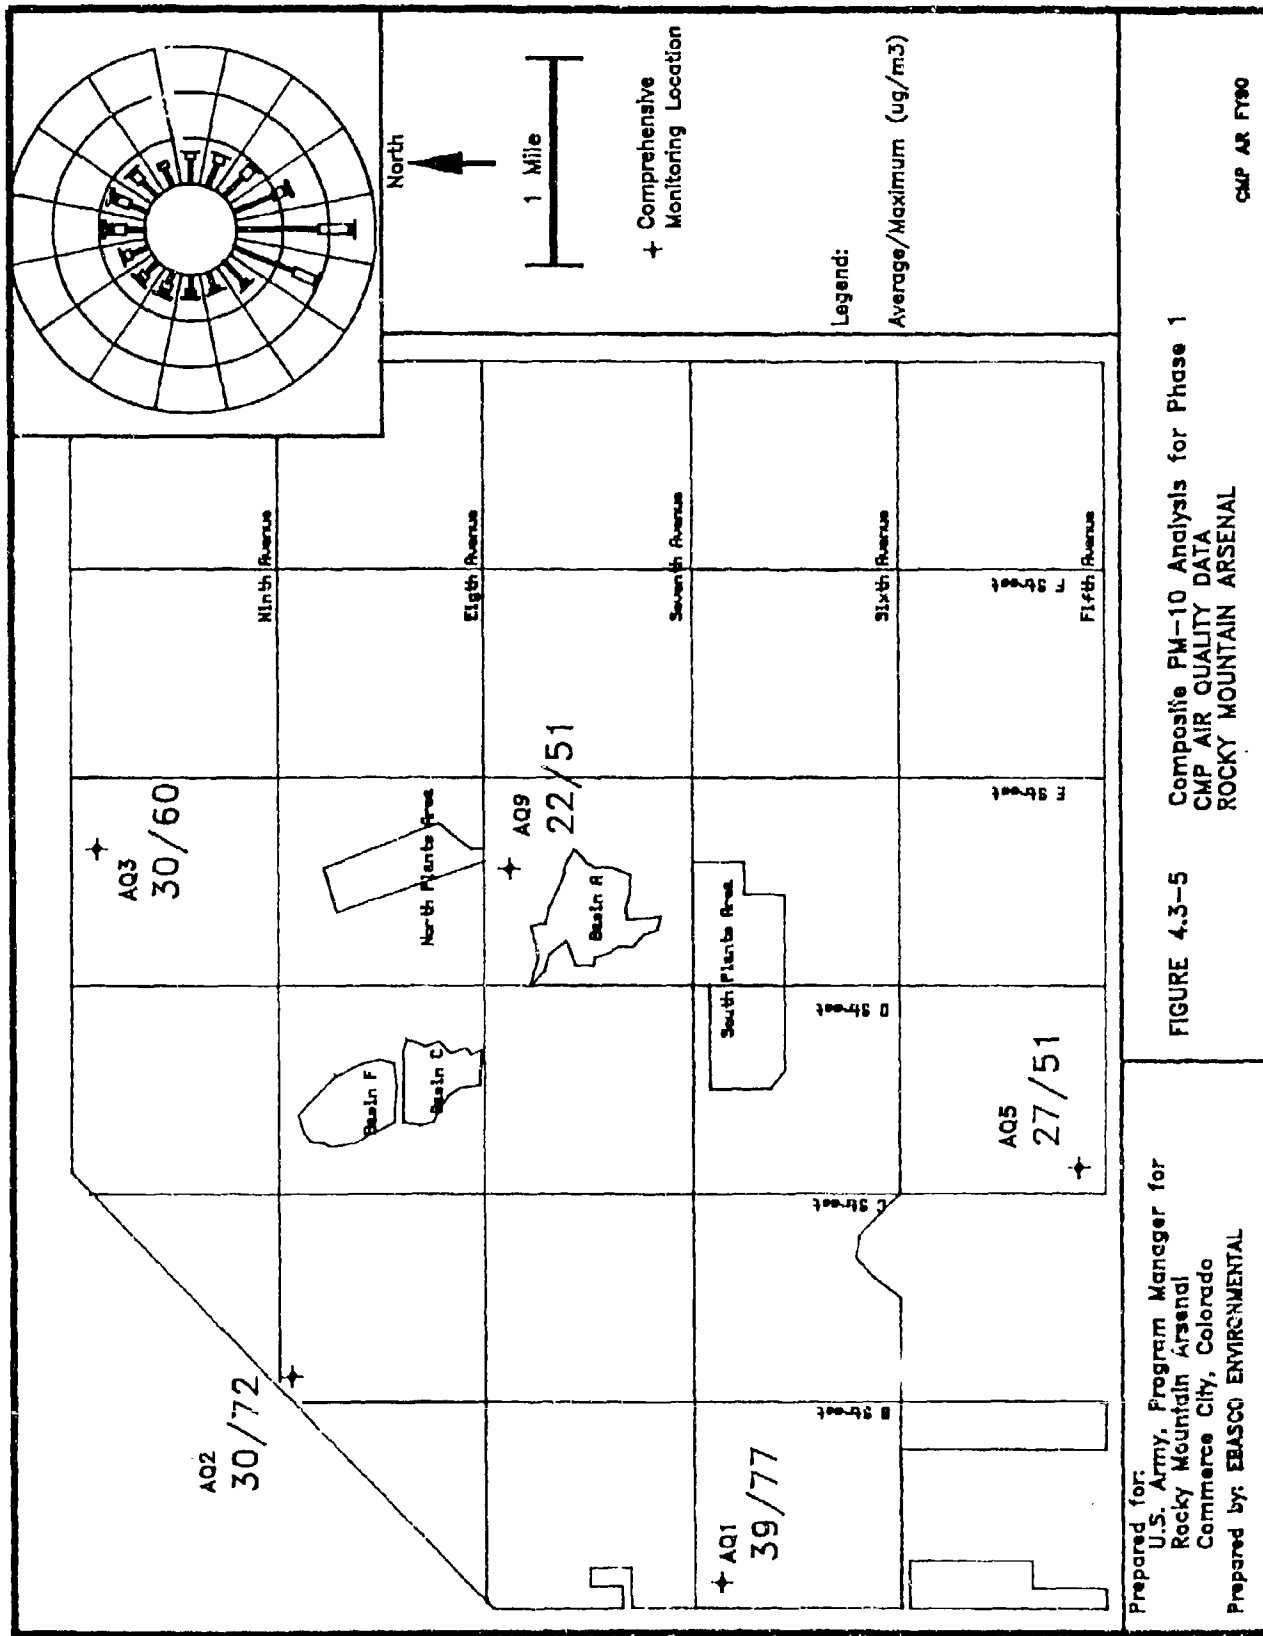 North
1 Mile
Comprehensive
Monitoring Location
Legend:
Average/Maximum (ug/m3)
AQ3
30/60
Ninth Avenue
AQ2
30/72
Basin F
Basin C
North Plants Area
Eigth Avenue
AQ9
22/51
Basin A
Seventh Avenue
South Plants Area
AQ1
39/77
B Street
C Street
D Street
E Street
F Street
Sixth Avenue
AQ5
27/51
Fifth Avenue
Prepared for:
U.S. Army, Program Manager for
Rocky Mountain Arsenal
Commerce City, Colorado
Prepared by: EBASCO ENVIRONMENTAL
FIGURE 4.3-5 Composite PM-10 Analysis for Phase 1
CMP AIR QUALITY DATA
ROCKY MOUNTAIN ARSENAL
CMP AR FY90